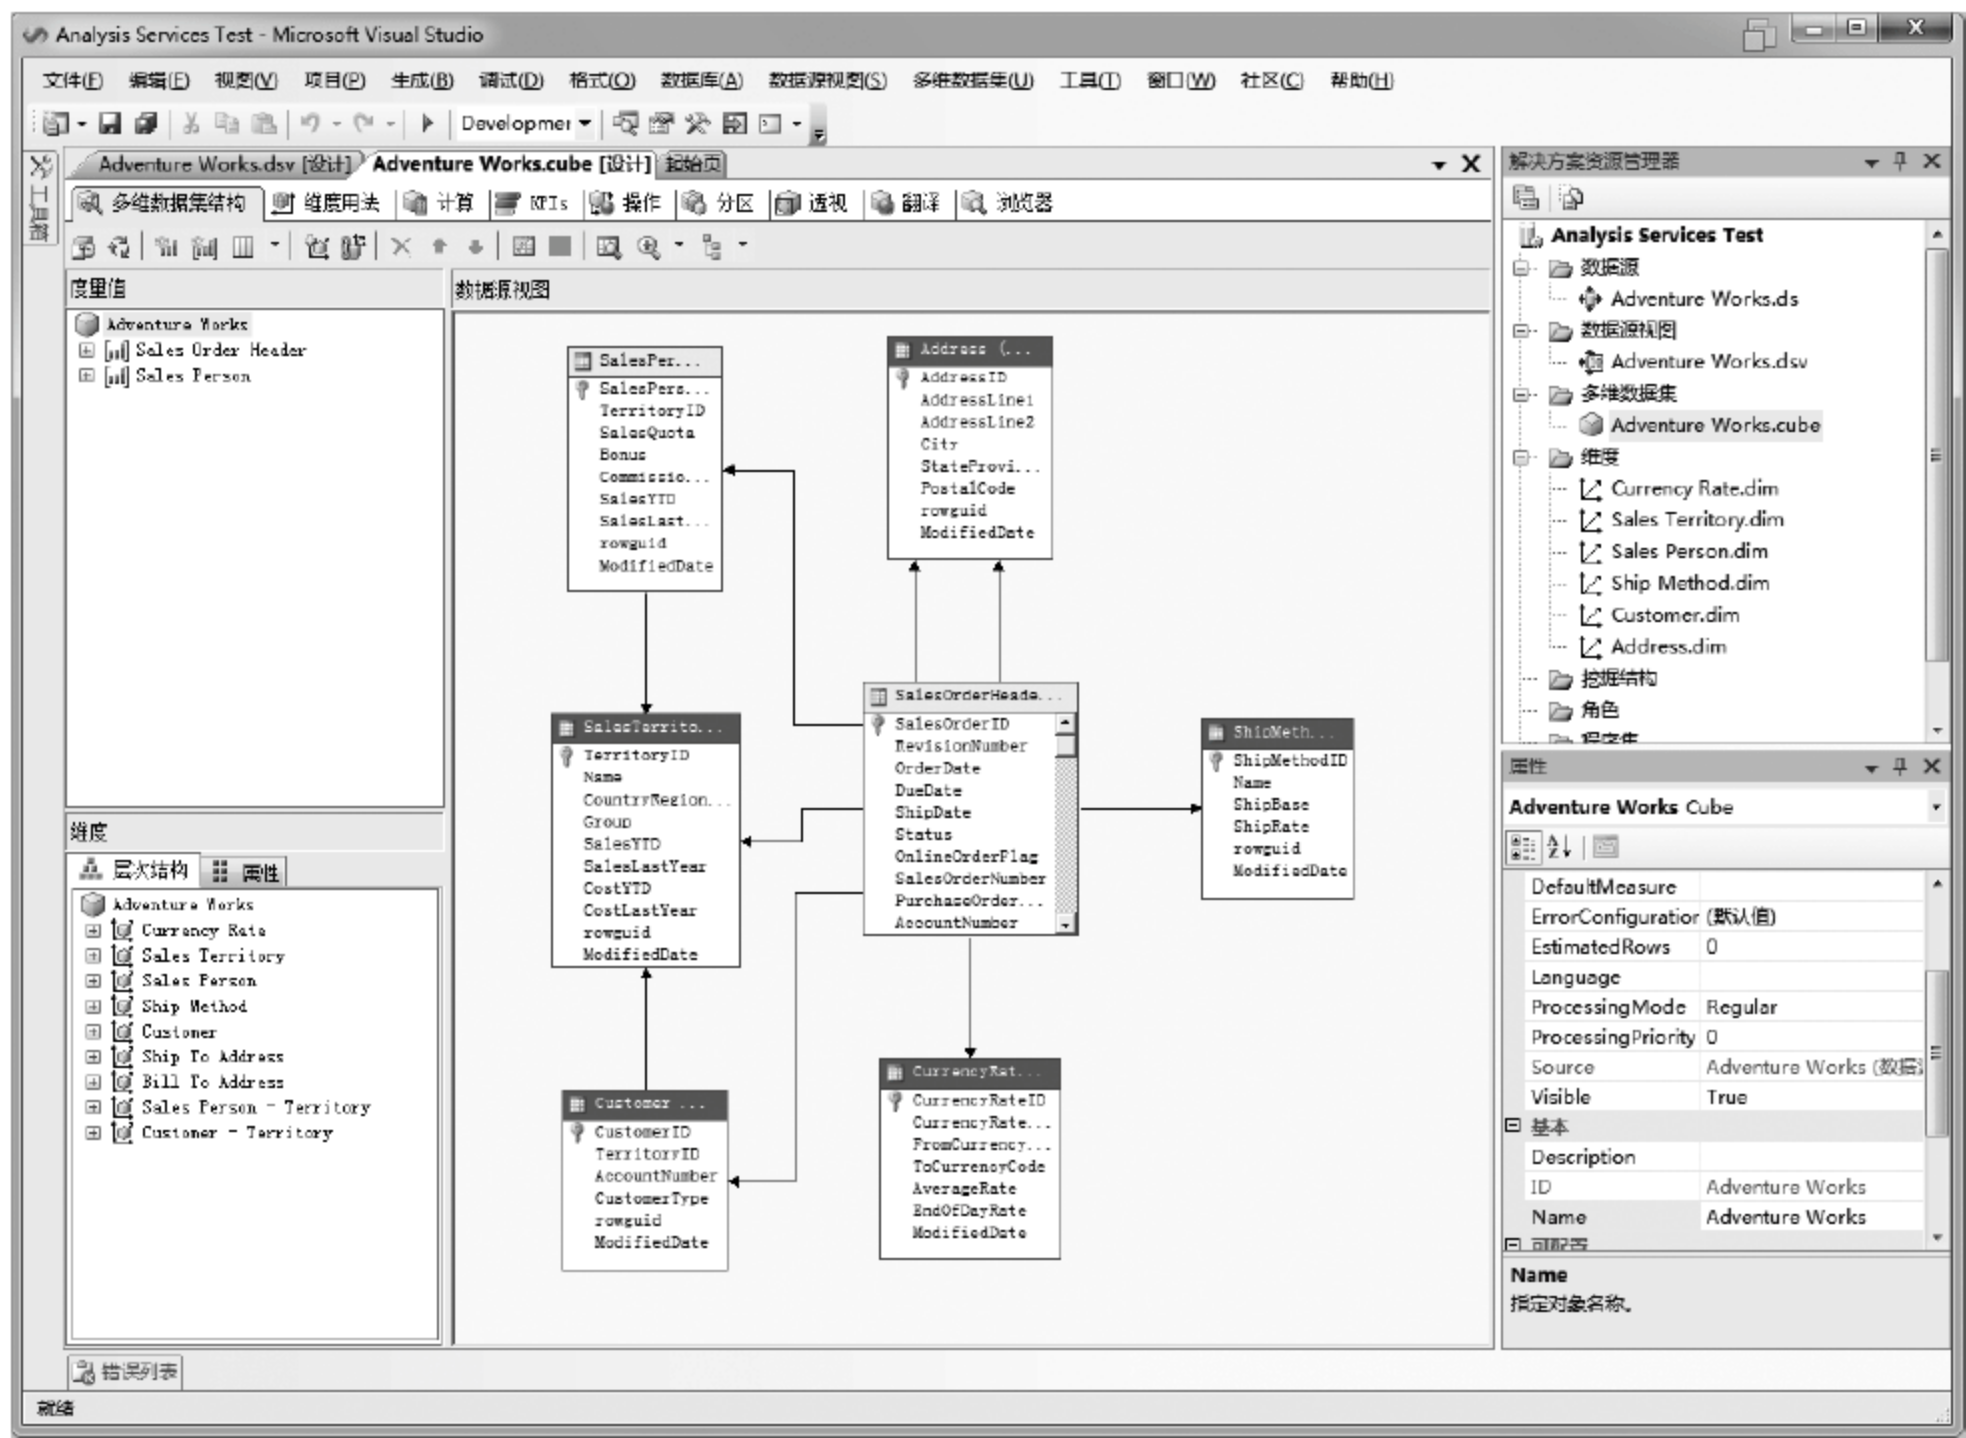 Analysis Services Test - Microsoft Visual Studio
文件(F) 编辑(E) 视图(V) 项目(P) 生成(B) 调试(D) 格式(O) 数据库(A) 数据源视图(S) 多维数据集(U) 工具(T) 窗口(W) 社区(C) 帮助(H)
Developmer
工具箱
Adventure Works.dsv [设计] Adventure Works.cube [设计] 起始页
多维数据集结构 维度用法 计算 KPIs 操作 分区 透视 翻译 浏览器
度量值
Adventure Works
Sales Order Header
Sales Person
维度
层次结构 属性
Adventure Works
Currency Rate
Sales Territory
Sales Person
Ship Method
Customer
Ship To Address
Bill To Address
Sales Person - Territory
Customer - Territory
数据源视图
SalesPer...
SalesPers...
TerritoryID
SalesQuota
Bonus
Commissio...
SalesYTD
SalesLast...
rowguid
ModifiedDate
Address (...
AddressID
AddressLine1
AddressLine2
City
StateProvi...
PostalCode
rowguid
ModifiedDate
SalesTerrito...
TerritoryID
Name
CountryRegion...
Group
SalesYTD
SalesLastYear
CostYTD
CostLastYear
rowguid
ModifiedDate
SalesOrderHeade...
SalesOrderID
RevisionNumber
OrderDate
DueDate
ShipDate
Status
OnlineOrderFlag
SalesOrderNumber
PurchaseOrder...
AccountNumber
ShipMeth...
ShipMethodID
Name
ShipBase
ShipRate
rowguid
ModifiedDate
Customer ...
CustomerID
TerritoryID
AccountNumber
CustomerType
rowguid
ModifiedDate
CurrencyRat...
CurrencyRateID
CurrencyRate...
FromCurrency...
ToCurrencyCode
AverageRate
EndOfDayRate
ModifiedDate
解决方案资源管理器
Analysis Services Test
数据源
Adventure Works.ds
数据源视图
Adventure Works.dsv
多维数据集
Adventure Works.cube
维度
Currency Rate.dim
Sales Territory.dim
Sales Person.dim
Ship Method.dim
Customer.dim
Address.dim
挖掘结构
角色
程序集
属性
Adventure Works Cube
DefaultMeasure
ErrorConfiguration (默认值)
EstimatedRows 0
Language
ProcessingMode Regular
ProcessingPriority 0
Source Adventure Works (数据源
Visible True
基本
Description
ID Adventure Works
Name Adventure Works
可配置
Name
指定对象名称。
错误列表
就绪